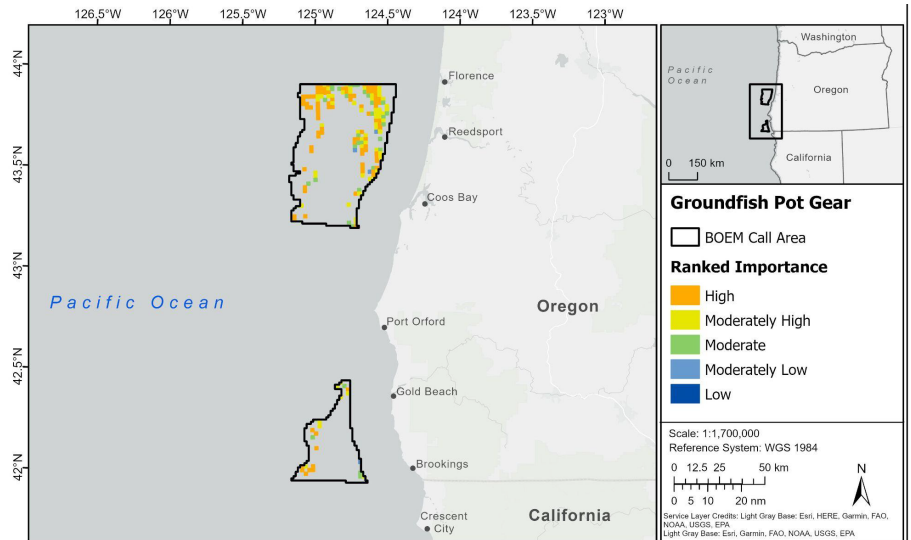 126.5°W 126°W 125.5°W 125°W 124.5°W 124°W 123.5°W 123°W
44°N
43.5°N
43°N
42.5°N
42°N
Florence
Reedsport
Coos Bay
Pacific Ocean
Oregon
Port Orford
Gold Beach
Brookings
Crescent
City
California
Washington
Pacific
Ocean
Oregon
California
0 150 km
Groundfish Pot Gear
BOEM Call Area
Ranked Importance
High
Moderately High
Moderate
Moderately Low
Low
Scale: 1:1,700,000
Reference System: WGS 1984
0 12.5 25 50 km
0 5 10 20 nm
N
Service Layer Credits: Light Gray Base: Esri, HERE, Garmin, FAO,
NOAA, USGS, EPA
Light Gray Base: Esri, Garmin, FAO, NOAA, USGS, EPA